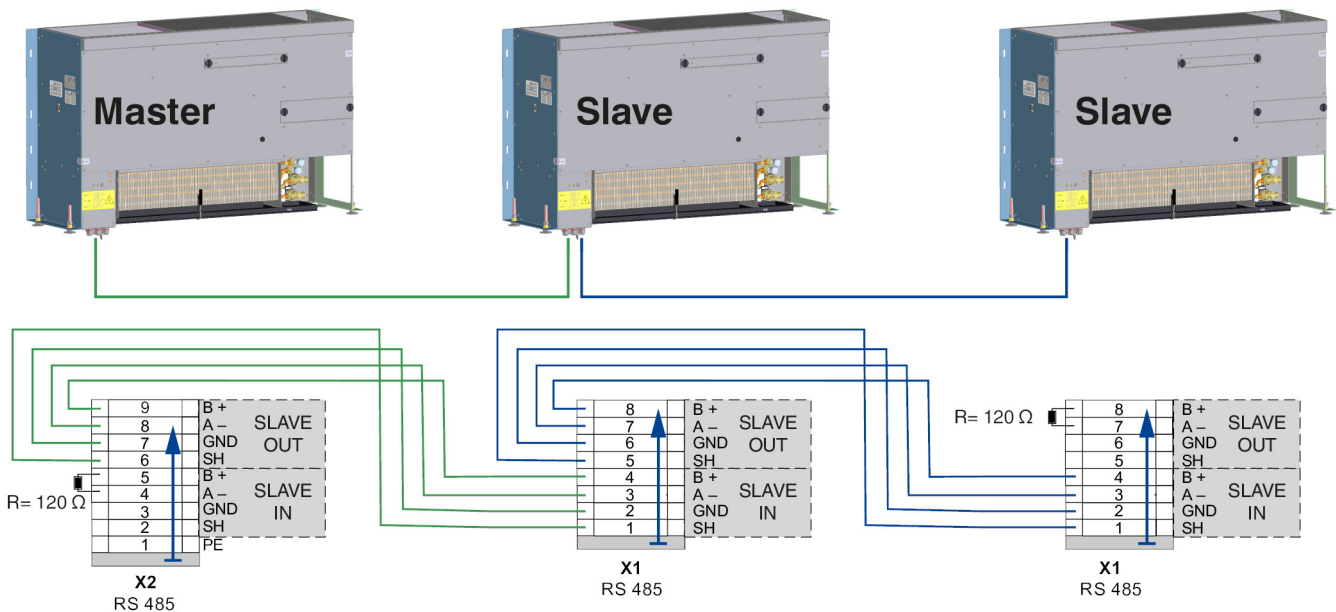 Master
Slave
Slave
9 B +
8 A – SLAVE
7 GND OUT
6 SH
5 B +
4 A – SLAVE
3 GND IN
2 SH
1 PE
R= 120 Ω
X2
RS 485
8 B +
7 A – SLAVE
6 GND OUT
5 SH
4 B +
3 A – SLAVE
2 GND IN
1 SH
X1
RS 485
R= 120 Ω
8 B +
7 A – SLAVE
6 GND OUT
5 SH
4 B +
3 A – SLAVE
2 GND IN
1 SH
X1
RS 485